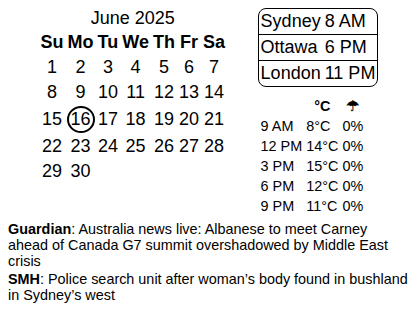 June 2025
Su Mo Tu We Th Fr Sa
1 2 3 4 5 6 7
8 9 10 11 12 13 14
15 16 17 18 19 20 21
22 23 24 25 26 27 28
29 30
Sydney 8 AM
Ottawa 6 PM
London 11 PM
°C ☂
9 AM 8°C 0%
12 PM 14°C 0%
3 PM 15°C 0%
6 PM 12°C 0%
9 PM 11°C 0%
Guardian: Australia news live: Albanese to meet Carney
ahead of Canada G7 summit overshadowed by Middle East
crisis
SMH: Police search unit after woman’s body found in bushland
in Sydney’s west